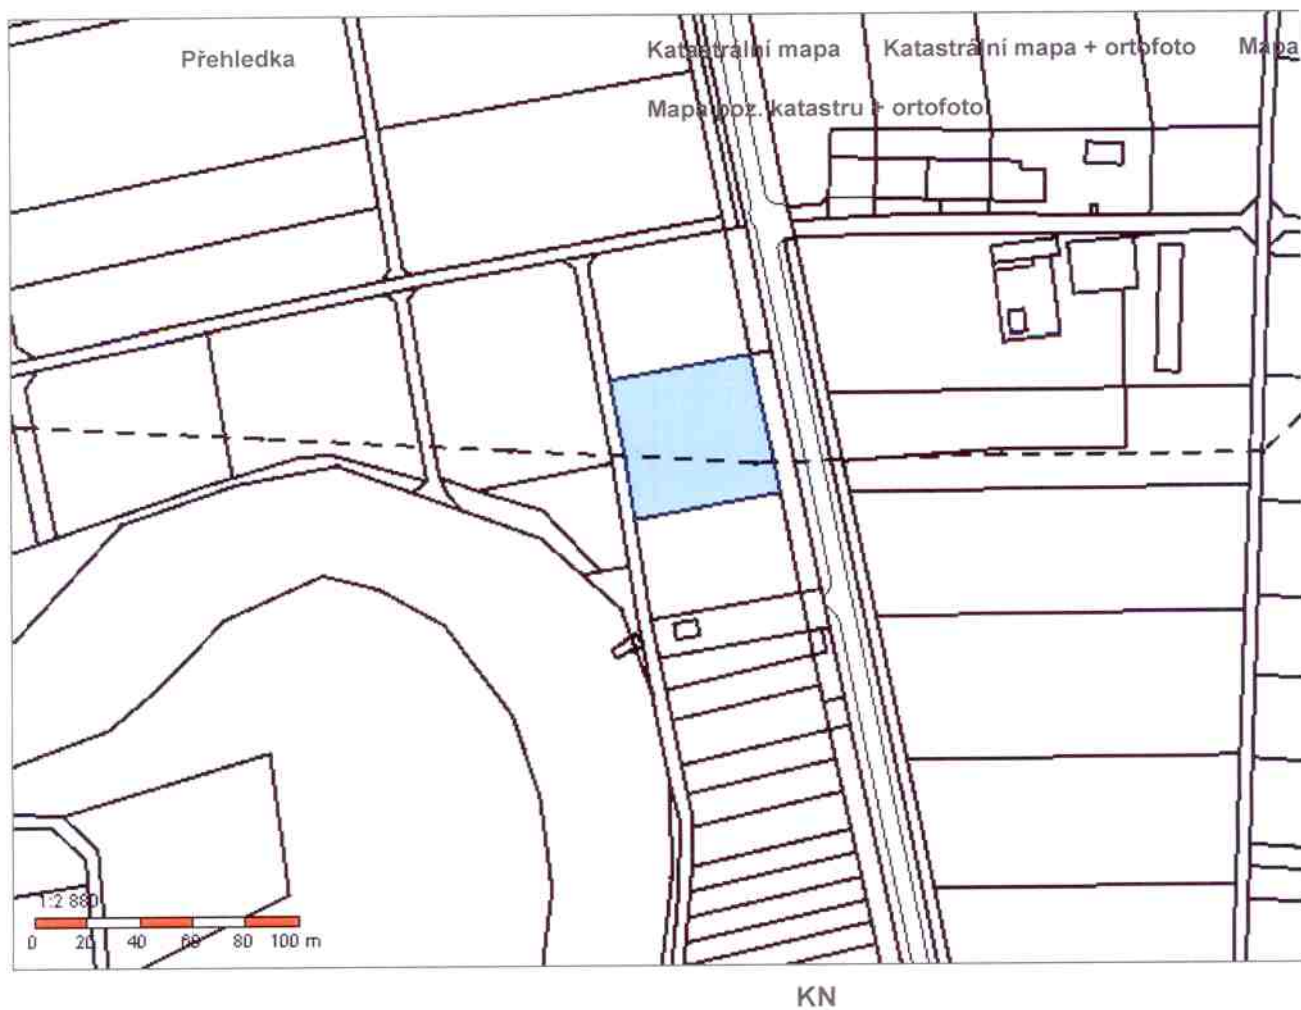 Přehledka
Katastrální mapa
Katastrální mapa + ortofoto
Mapa
Mapa poz. katastru + ortofoto
1:2 880
0 20 40 60 80 100 m
KN